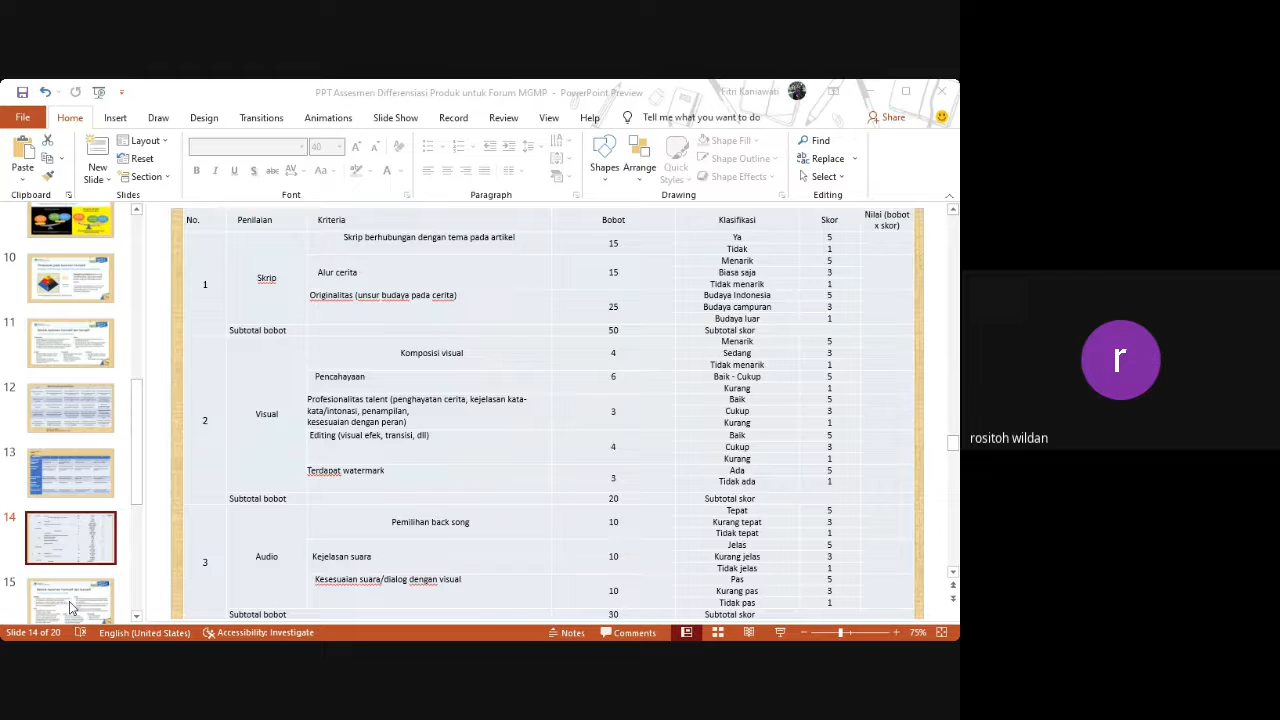 PPT Assesmen Differensiasi Produk untuk Forum MGMP - PowerPoint Preview
Fitri Kaniawati
File Home Insert Draw Design Transitions Animations Slide Show Record Review View Help Tell me what you want to do Share
Paste
Clipboard
New
Slide
Layout
Reset
Section
Slides
40
B I U S abc AV Aa A
Font
Paragraph
Shapes
Arrange
Quick
Styles
Shape Fill
Shape Outline
Shape Effects
Drawing
Find
Replace
Select
Editing
10
11
12
13
14
15
No. Penilaian Kriteria Bobot Klasifikasi Skor Nilai (bobot
x skor)
1 Skrip
Skrip berhubungan dengan tema pada artikel 15 Ya 5
Tidak 1
Alur cerita 15 Menarik 5
Biasa saja 3
Tidak menarik 1
Originalitas (unsur budaya pada cerita) 25 Budaya Indonesia 5
Budaya campuran 3
Budaya luar 1
Subtotal bobot 50 Subtotal skor
2 Visual
Komposisi visual 4 Menarik 5
Sedang 3
Tidak menarik 1
Pencahayaan 6 Baik - Cukup 5
Kurang 1
Profesionalitas talent (penghayatan cerita, kejelasan kata-
kata/intonasi, penampilan,
kesesuaian dengan peran) 3 Baik 5
Cukup 3
Kurang 1
Editing (visual efek, transisi, dll) 4 Baik 5
Cukup 3
Kurang 1
Terdapat watermark 3 Ada 5
Tidak ada 1
Subtotal bobot 20 Subtotal skor
3 Audio
Pemilihan back song 10 Tepat 5
Kurang tepat 3
Tidak tepat 1
Kejelasan suara 10 Jelas 5
Kurang jelas 3
Tidak jelas 1
Kesesuaian suara/dialog dengan visual 10 Pas 5
Kurang pas 3
Tidak pas 1
Subtotal bobot 30 Subtotal skor
Slide 14 of 20 English (United States) Accessibility: Investigate Notes Comments 75%
r
rositoh wildan